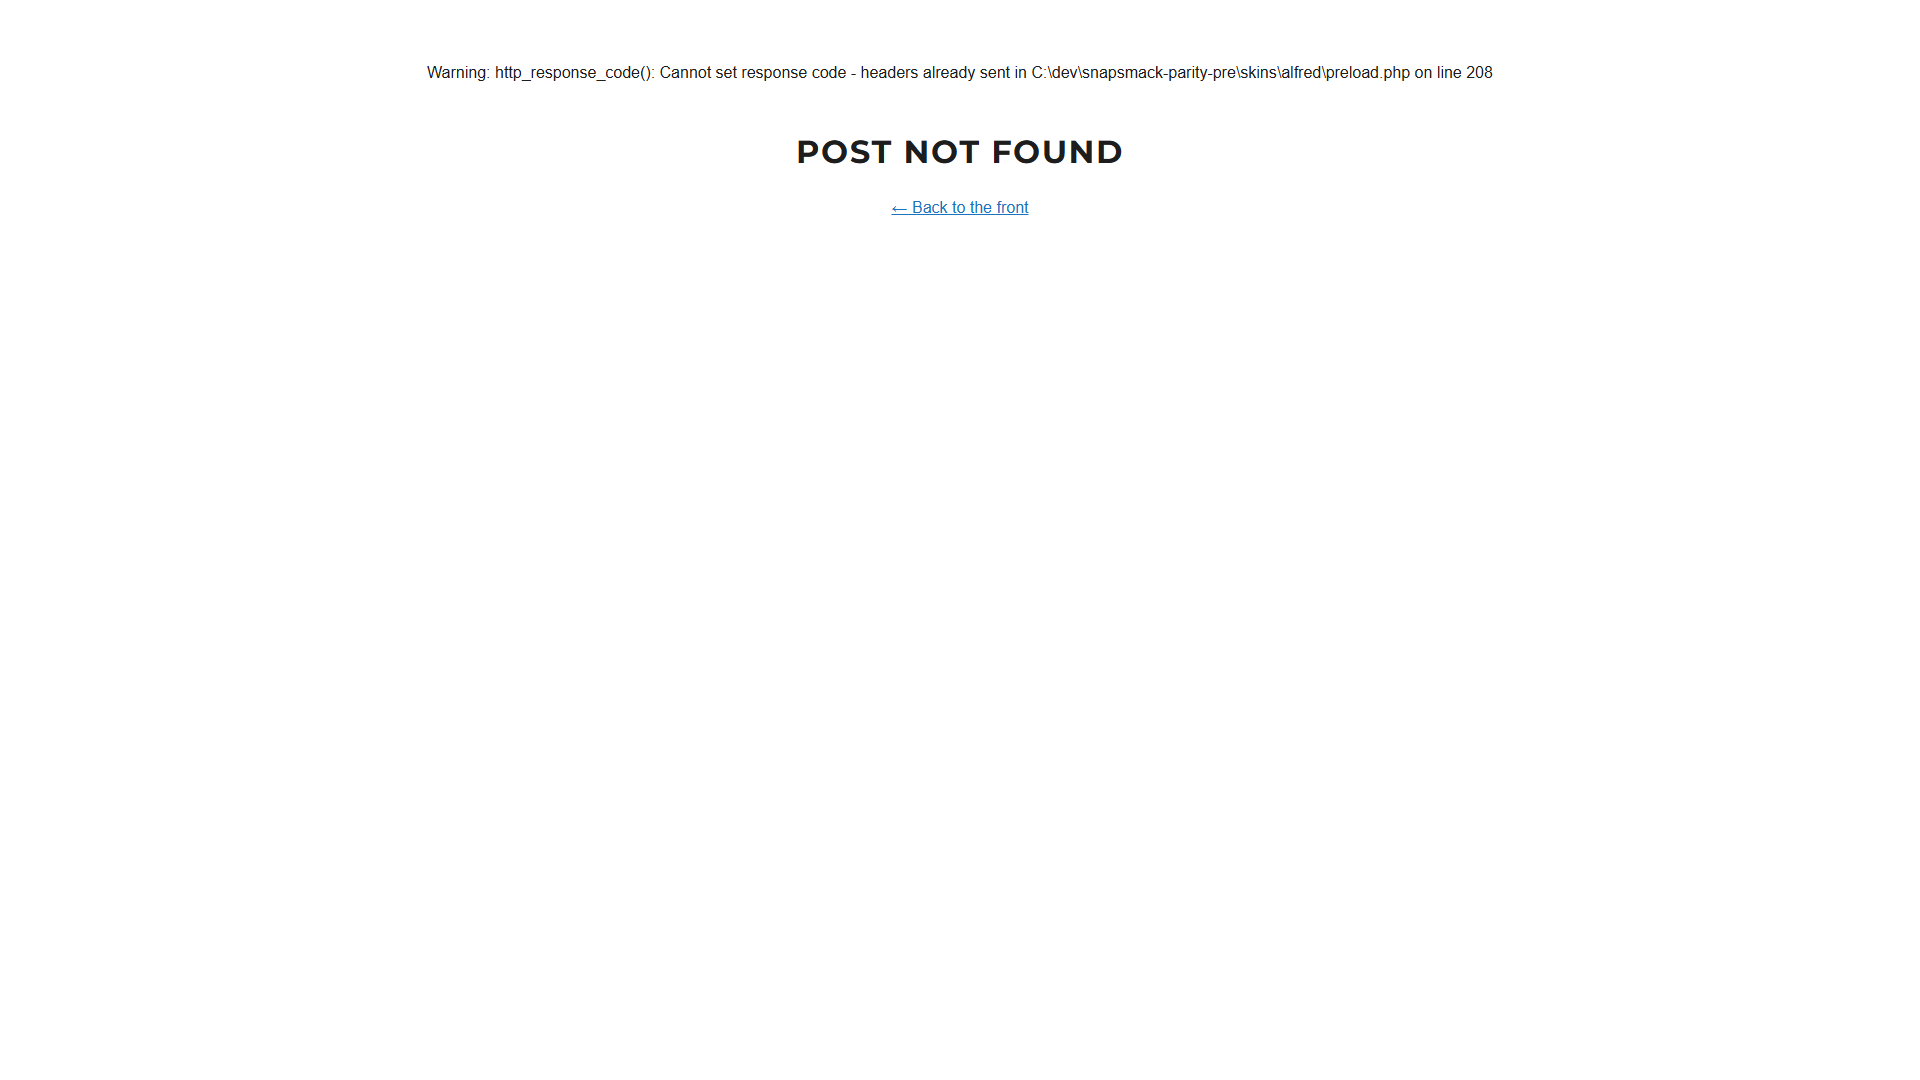 Warning: http_response_code(): Cannot set response code - headers already sent in C:\dev\snapsmack-parity-pre\skins\alfred\preload.php on line 208
POST NOT FOUND
← Back to the front